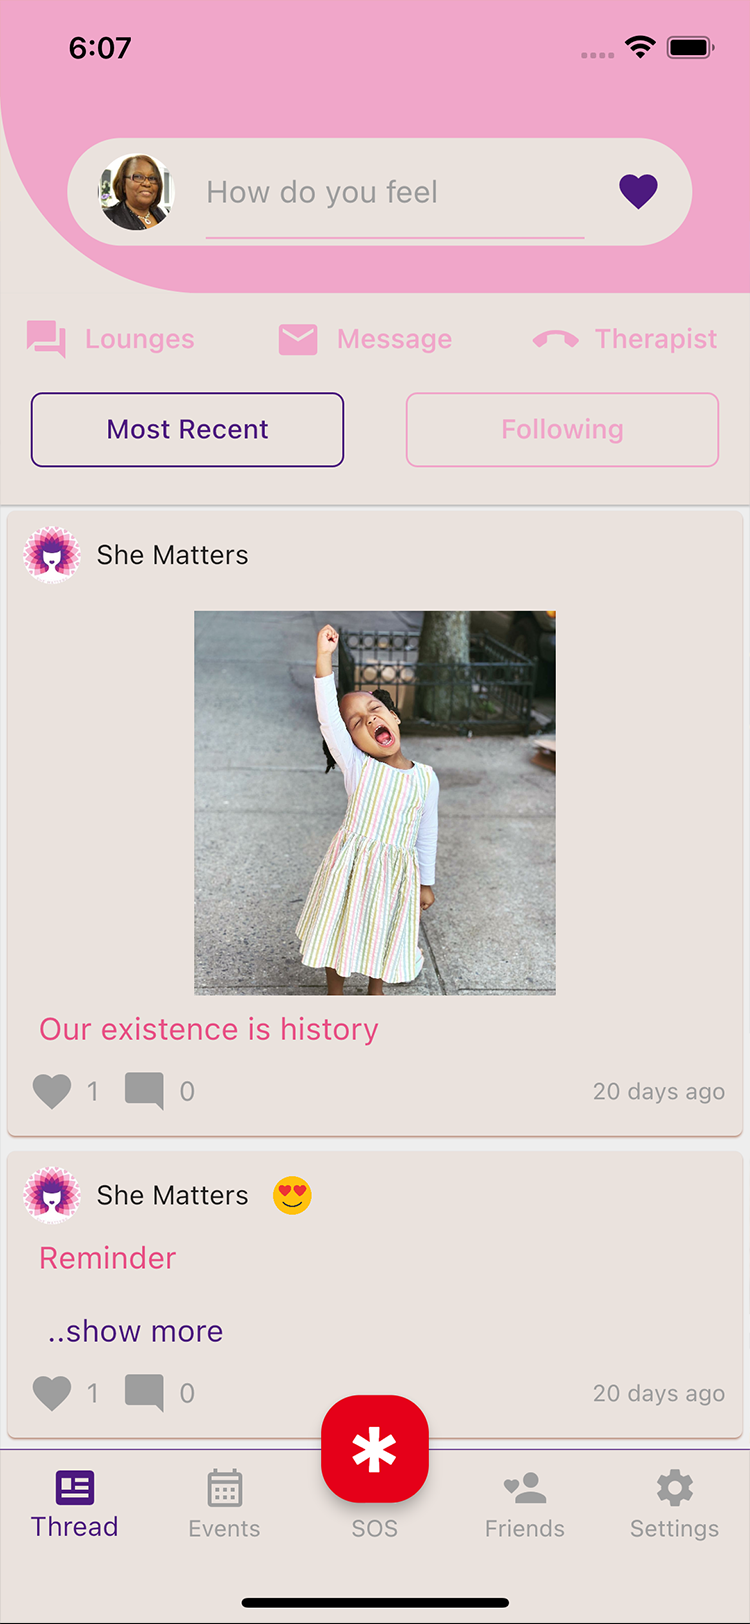 6:07
How do you feel
Lounges
Message
Therapist
Most Recent
Following
She Matters
Our existence is history
1
0
20 days ago
She Matters
Reminder
..show more
1
0
20 days ago
Thread
Events
SOS
Friends
Settings